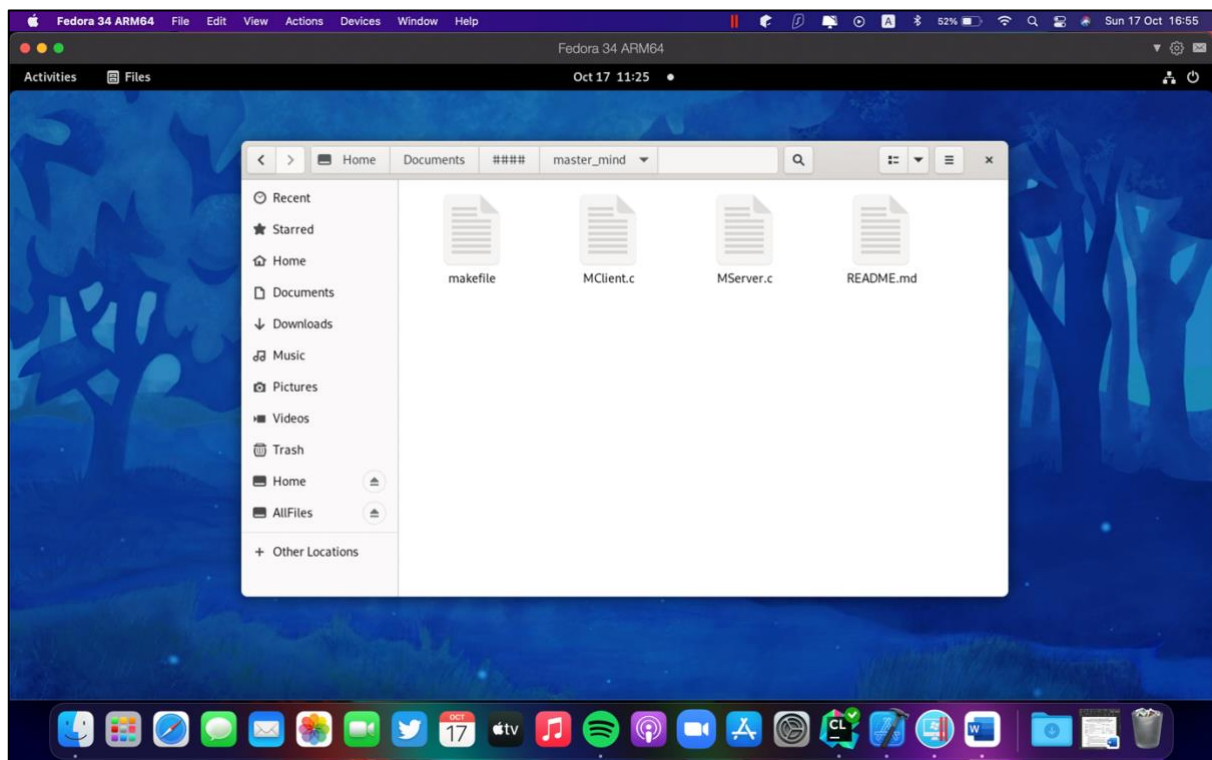 Fedora 34 ARM64 File Edit View Actions Devices Window Help A 52% Sun 17 Oct 16:55
Fedora 34 ARM64
Activities Files Oct 17 11:25
Home Documents #### master_mind
Recent
Starred
Home
Documents
Downloads
Music
Pictures
Videos
Trash
Home
AllFiles
+ Other Locations
makefile MClient.c MServer.c README.md
OCT
17 tv CL W